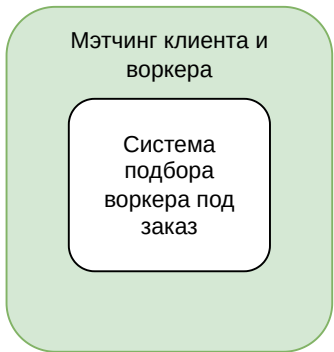 Мэтчинг клиента и
воркера
Система
подбора
воркера под
заказ